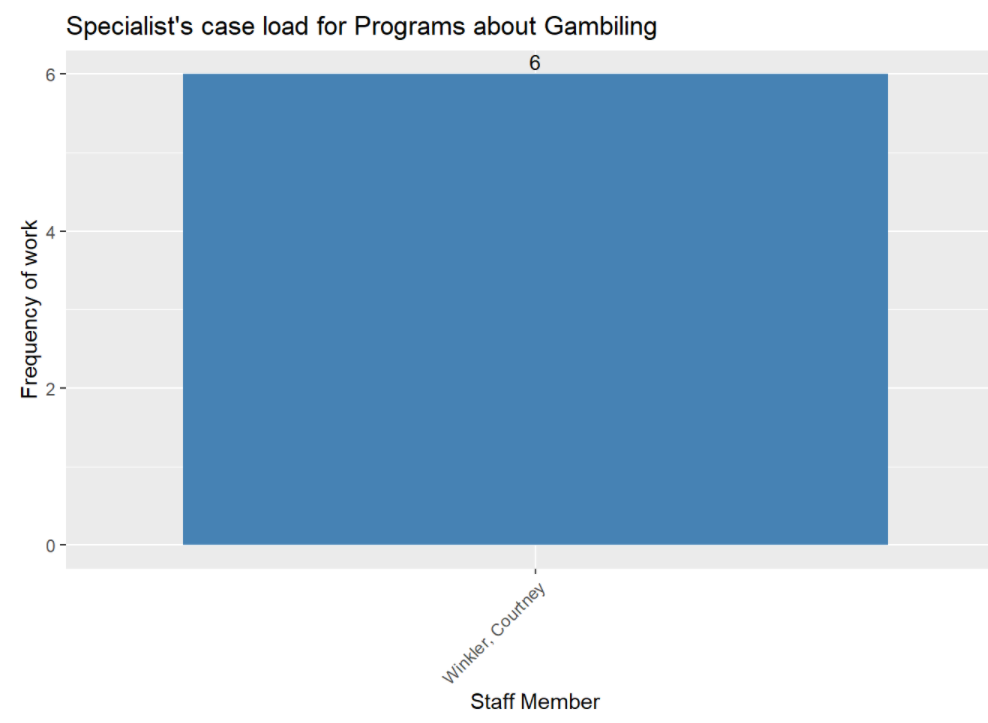 Specialist's case load for Programs about Gambiling
6
6
4
2
0
Frequency of work
Winkler, Courtney
Staff Member